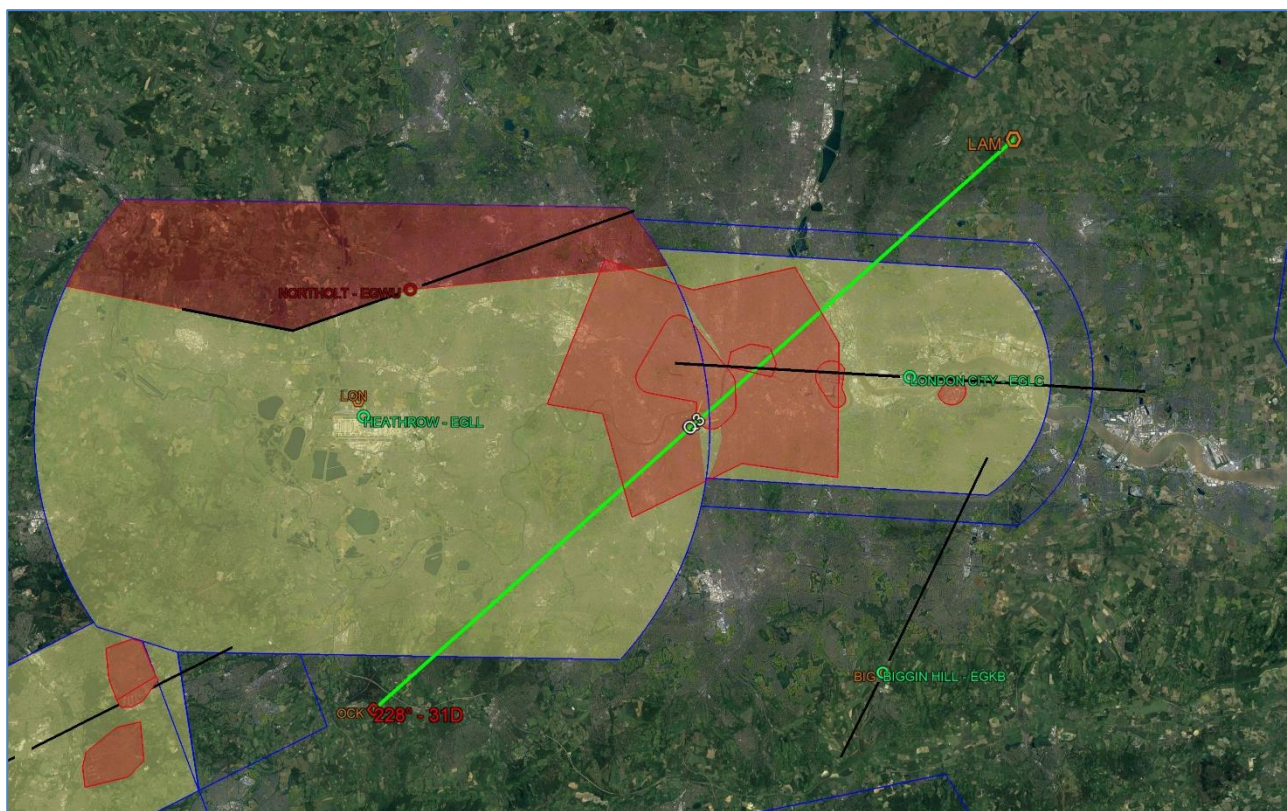 LAM
NORTHOLT - EGWU
LON
HEATHROW - EGLL
LONDON CITY - EGLC
Q3
BIG
BIGGIN HILL - EGKB
OCK
228° - 31D